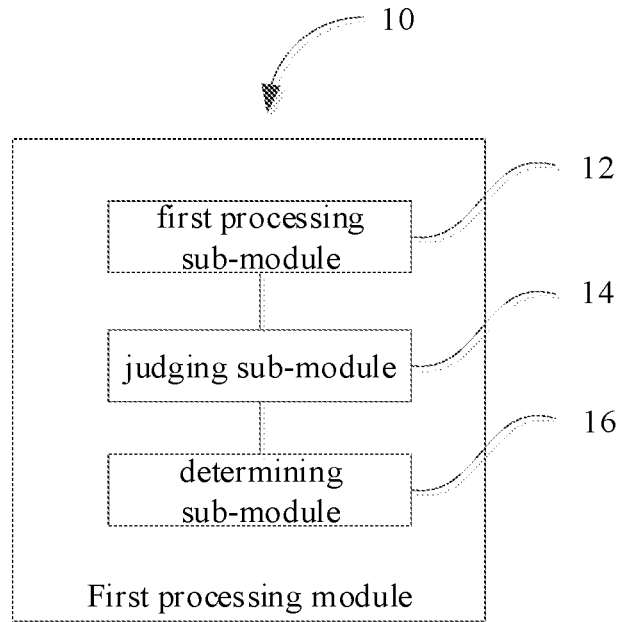 10
12
first processing
sub-module
14
judging sub-module
16
determining
sub-module
First processing module